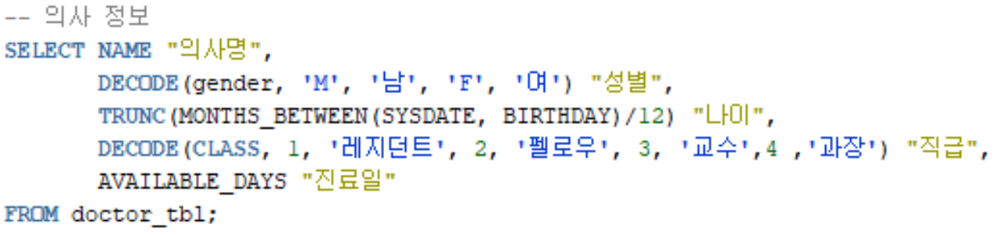 -- 의사 정보
SELECT NAME "의사명",
DECODE(gender, 'M', '남', 'F', '여') "성별",
TRUNC(MONTHS_BETWEEN(SYSDATE, BIRTHDAY)/12) "나이",
DECODE(CLASS, 1, '레지던트', 2, '펠로우', 3, '교수',4 ,'과장') "직급",
AVAILABLE_DAYS "진료일"
FROM doctor_tbl;